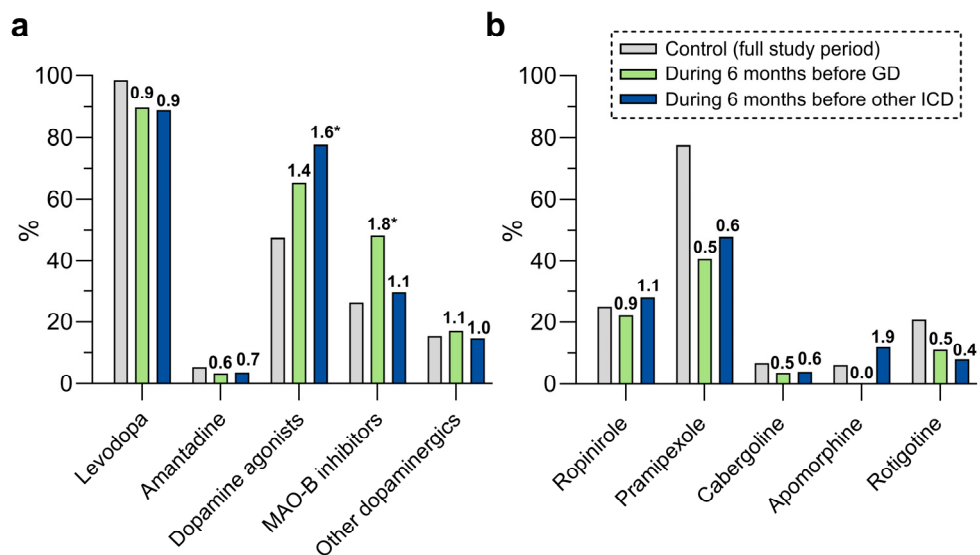 a
%
100
80
60
40
20
0
0.9
0.9
0.6
0.7
1.4
1.6*
1.8*
1.1
1.1
1.0
Levodopa
Amantadine
Dopamine agonists
MAO-B inhibitors
Other dopaminergics
b
Control (full study period)
During 6 months before GD
During 6 months before other ICD
%
100
80
60
40
20
0
0.9
1.1
0.5
0.6
0.5
0.6
0.0
1.9
0.5
0.4
Ropinirole
Pramipexole
Cabergoline
Apomorphine
Rotigotine